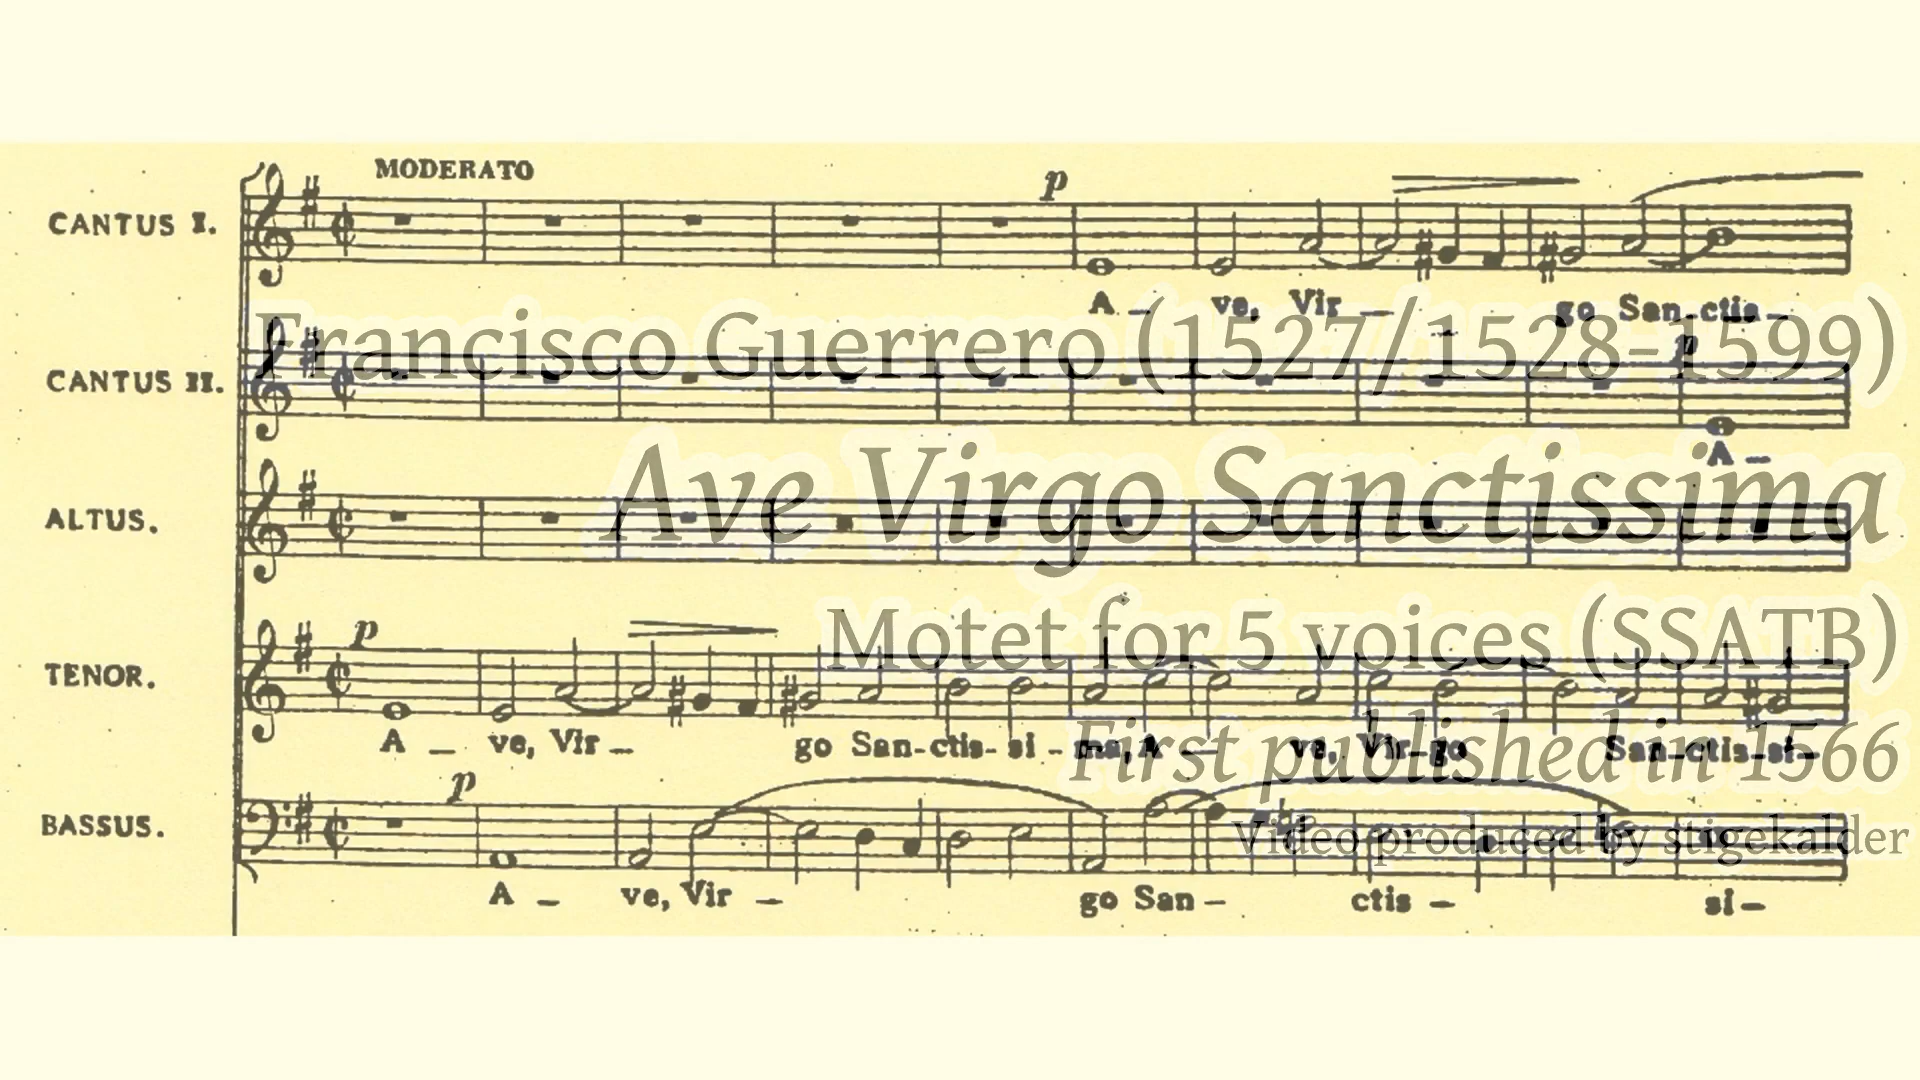 MODERATO
p
CANTUS I.
A – ve, Vir – go San-ctis-
Francisco Guerrero (1527/1528-1599)
p
CANTUS II.
A –
Ave Virgo Sanctissima
ALTUS.
Motet for 5 voices (SSATB)
p
TENOR.
A – ve, Vir – go San-ctis- si - ma, A – ve, Vir-go San-ctis-si-
First published in 1566
p
BASSUS.
Video produced by stigekalder
A – ve, Vir – go San – ctis – si –